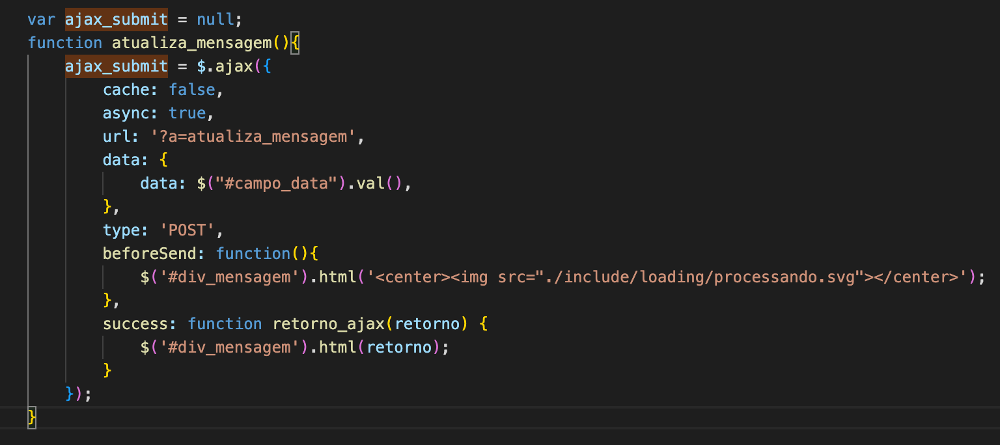 var ajax_submit = null;
function atualiza_mensagem(){
    ajax_submit = $.ajax({
        cache: false,
        async: true,
        url: '?a=atualiza_mensagem',
        data: {
            data: $("#campo_data").val(),
        },
        type: 'POST',
        beforeSend: function(){
            $('#div_mensagem').html('<center><img src="./include/loading/processando.svg"></center>');
        },
        success: function retorno_ajax(retorno) {
            $('#div_mensagem').html(retorno);
        }
    });
}